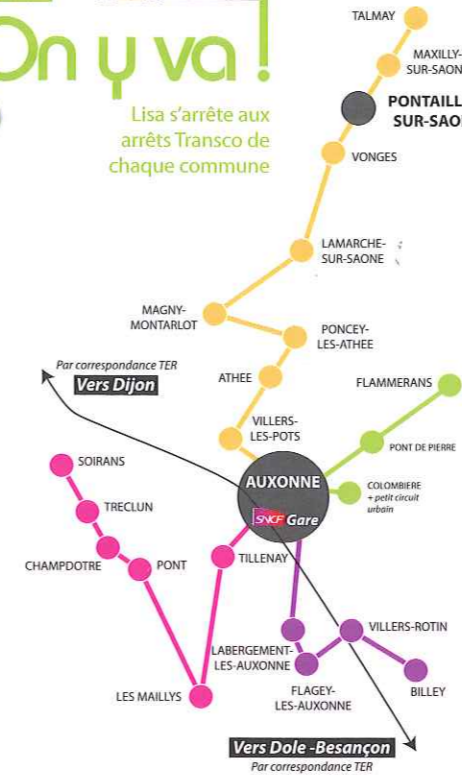 On y va !
Lisa s'arrête aux
arrêts Transco de
chaque commune
TALMAY
MAXILLY-
SUR-SAON
PONTAILL
SUR-SAO
VONGES
LAMARCHE-
SUR-SAONE
MAGNY-
MONTARLOT
PONCEY-
LES-ATHEE
ATHEE
VILLERS-
LES-POTS
Par correspondance TER
Vers Dijon
FLAMMERANS
PONT DE PIERRE
COLOMBIERE
+ petit circuit
urbain
AUXONNE
SNCF Gare
SOIRANS
TRECLUN
CHAMPDOTRE
PONT
TILLENAY
LES MAILLYS
LABERGEMENT-
LES-AUXONNE
FLAGEY-
LES-AUXONNE
VILLERS-ROTIN
BILLEY
Vers Dole -Besançon
Par correspondance TER